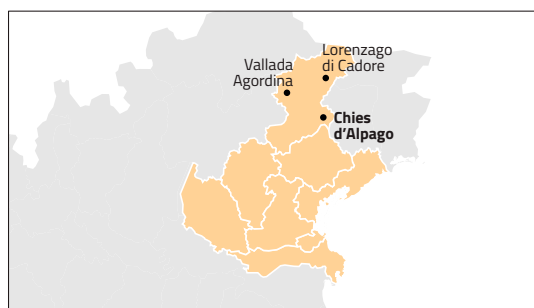 Lorenzago
di Cadore
Vallada
Agordina
Chies
d'Alpago